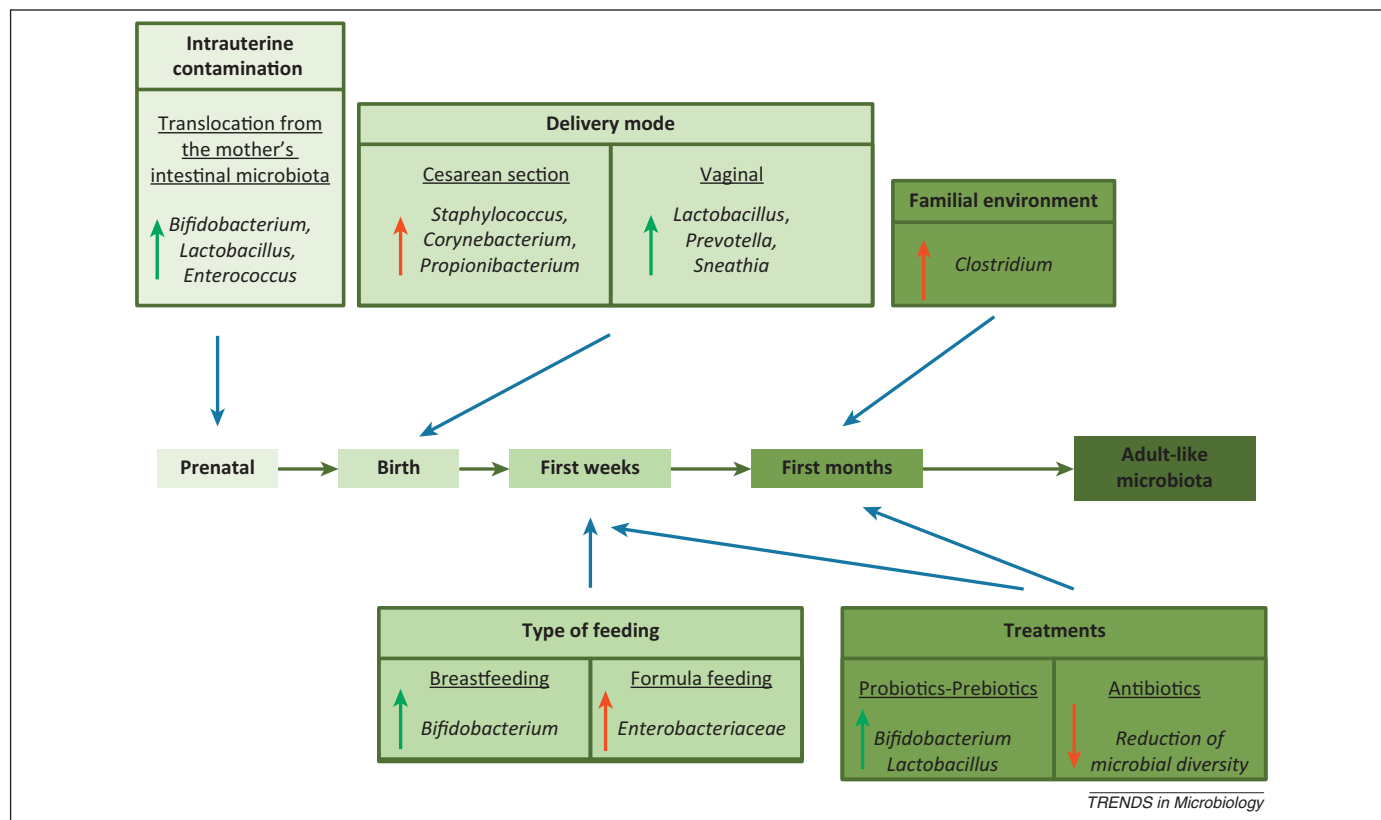 Intrauterine
contamination
Translocation from
the mother's
intestinal microbiota
Bifidobacterium,
Lactobacillus,
Enterococcus
Delivery mode
Cesarean section
Staphylococcus,
Corynebacterium,
Propionibacterium
Vaginal
Lactobacillus,
Prevotella,
Sneathia
Familial environment
Clostridium
Prenatal
Birth
First weeks
First months
Adult-like
microbiota
Type of feeding
Breastfeeding
Bifidobacterium
Formula feeding
Enterobacteriaceae
Treatments
Probiotics-Prebiotics
Bifidobacterium
Lactobacillus
Antibiotics
Reduction of
microbial diversity
TRENDS in Microbiology